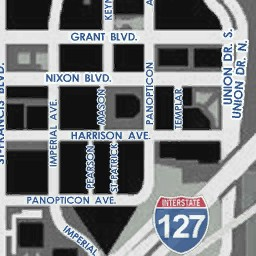 KEYN
A
GRANT BLVD.
UNION DR. S.
UNION DR. N.
NIXON BLVD.
ST-FRANCIS BLVD.
IMPERIAL AVE.
MASON
PANOPTICON
TEMPLAR
HARRISON AVE.
PEARSON
ST-PATRICK
PANOPTICON AVE.
IMPERIAL
INTERSTATE
127